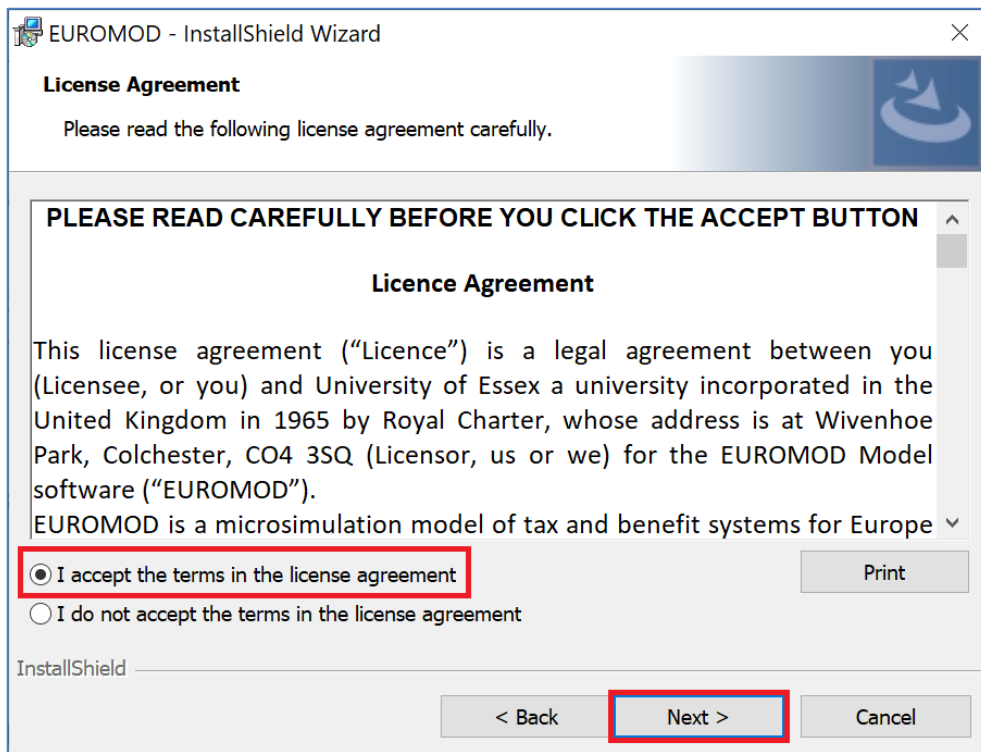 EUROMOD - InstallShield Wizard
License Agreement
Please read the following license agreement carefully.
PLEASE READ CAREFULLY BEFORE YOU CLICK THE ACCEPT BUTTON
Licence Agreement
This license agreement (“Licence”) is a legal agreement between you
(Licensee, or you) and University of Essex a university incorporated in the
United Kingdom in 1965 by Royal Charter, whose address is at Wivenhoe
Park, Colchester, CO4 3SQ (Licensor, us or we) for the EUROMOD Model
software (“EUROMOD”).
EUROMOD is a microsimulation model of tax and benefit systems for Europe
I accept the terms in the license agreement
Print
I do not accept the terms in the license agreement
InstallShield
< Back
Next >
Cancel